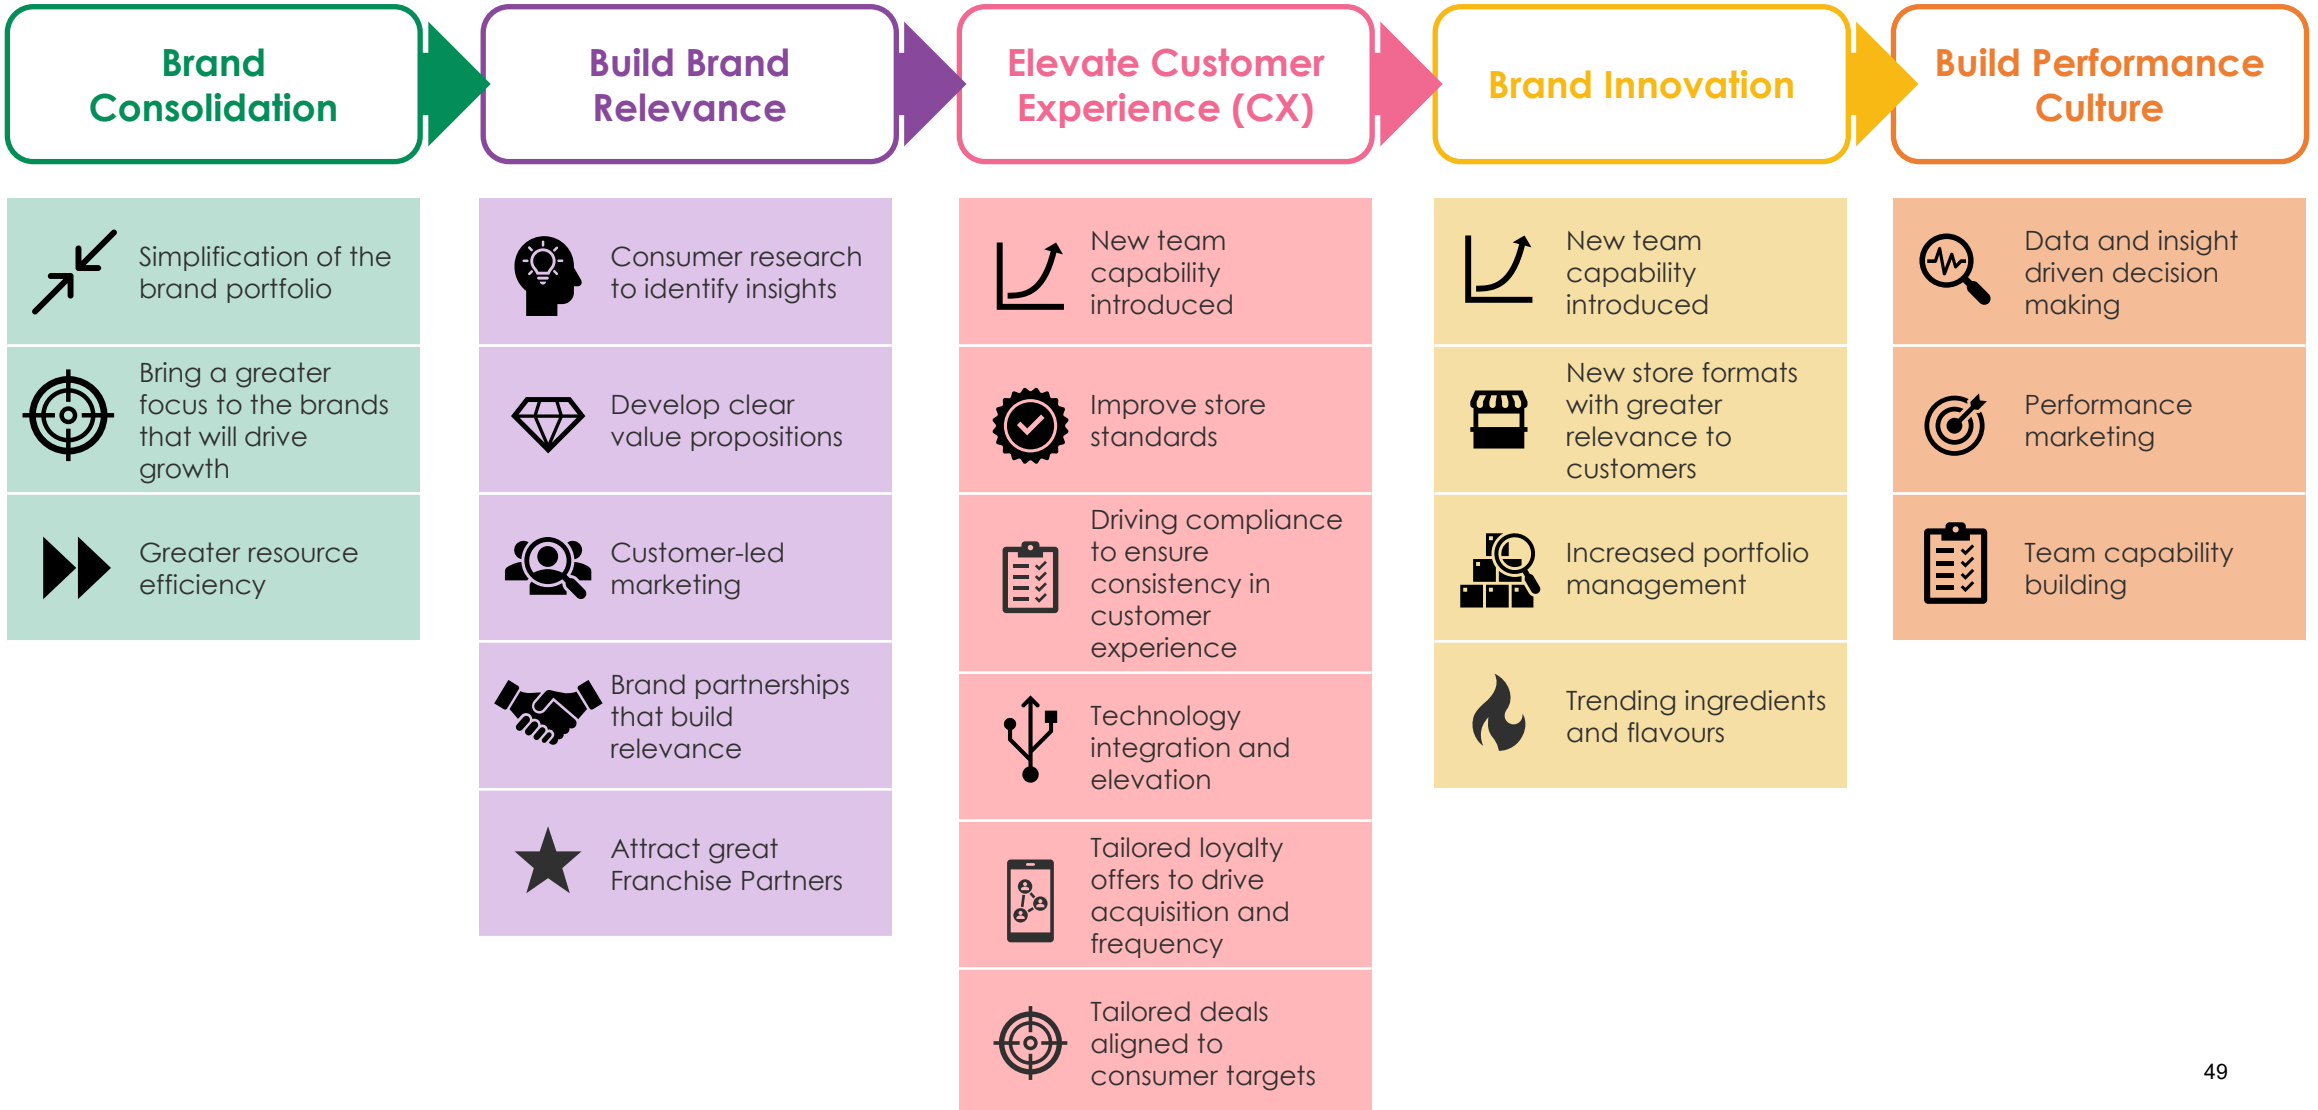 Brand
Consolidation
Build Brand
Relevance
Elevate Customer
Experience (CX)
Brand Innovation
Build Performance
Culture
Simplification of the
brand portfolio
Bring a greater
focus to the brands
that will drive
growth
Greater resource
efficiency
Consumer research
to identify insights
Develop clear
value propositions
Customer-led
marketing
Brand partnerships
that build
relevance
Attract great
Franchise Partners
New team
capability
introduced
Improve store
standards
Driving compliance
to ensure
consistency in
customer
experience
Technology
integration and
elevation
Tailored loyalty
offers to drive
acquisition and
frequency
Tailored deals
aligned to
consumer targets
New team
capability
introduced
New store formats
with greater
relevance to
customers
Increased portfolio
management
Trending ingredients
and flavours
Data and insight
driven decision
making
Performance
marketing
Team capability
building
49